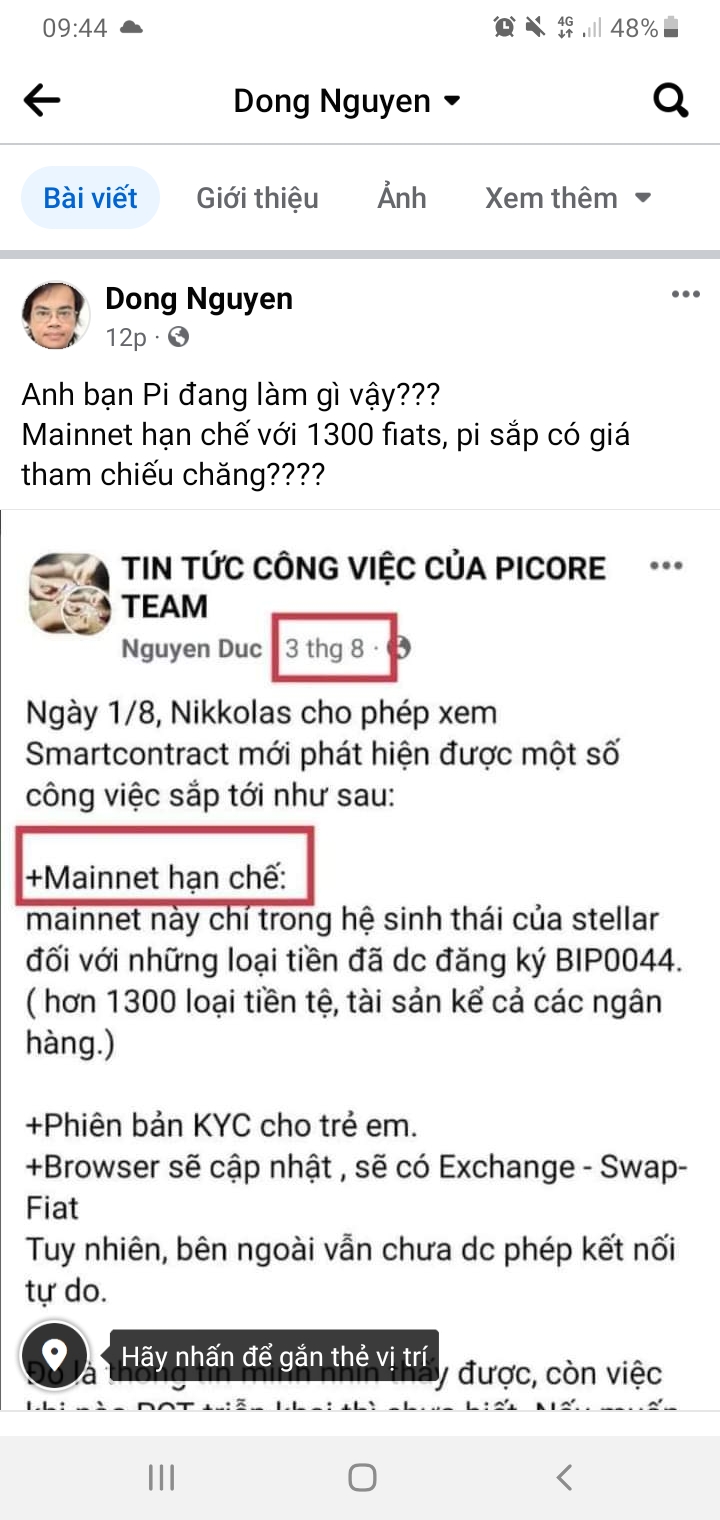 09:44
4G 48%
Dong Nguyen
Bài viết Giới thiệu Ảnh Xem thêm
Dong Nguyen
12p ·
Anh bạn Pi đang làm gì vậy???
Mainnet hạn chế với 1300 fiats, pi sắp có giá
tham chiếu chăng????
TIN TỨC CÔNG VIỆC CỦA PICORE
TEAM
Nguyen Duc 3 thg 8 ·
Ngày 1/8, Nikkolas cho phép xem
Smartcontract mới phát hiện được một số
công việc sắp tới như sau:
+Mainnet hạn chế:
mainnet này chỉ trong hệ sinh thái của stellar
đối với những loại tiền đã dc đăng ký BIP0044.
( hơn 1300 loại tiền tệ, tài sản kể cả các ngân
hàng.)
+Phiên bản KYC cho trẻ em.
+Browser sẽ cập nhật , sẽ có Exchange - Swap-
Fiat
Tuy nhiên, bên ngoài vẫn chưa dc phép kết nối
tự do.
Hãy nhấn để gắn thẻ vị trí
là thông tin mình nhìn thấy được, còn việc